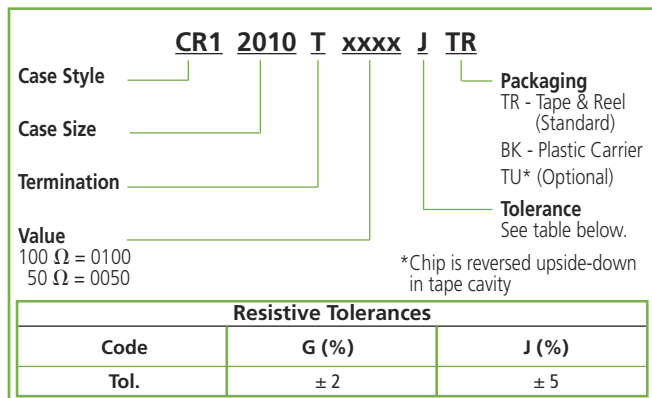 CR1 2010 T xxxx J TR
Case Style
Case Size
Termination
Value
100 Ω = 0100
50 Ω = 0050
Packaging
TR - Tape & Reel
(Standard)
BK - Plastic Carrier
TU* (Optional)
Tolerance
See table below.
*Chip is reversed upside-down
in tape cavity
Resistive Tolerances
Code G (%) J (%)
Tol. ± 2 ± 5